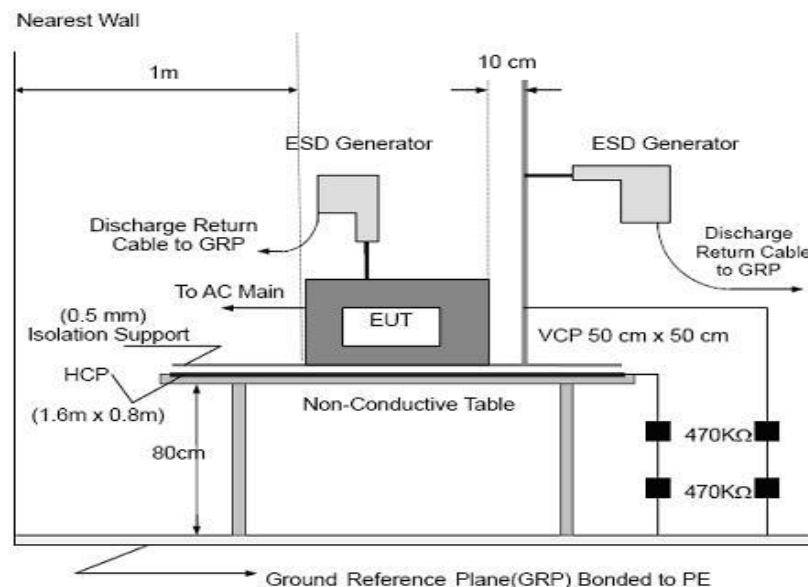 Nearest Wall
1m
10 cm
ESD Generator
ESD Generator
Discharge Return
Cable to GRP
Discharge
Return Cable
to GRP
To AC Main
EUT
(0.5 mm)
Isolation Support
VCP 50 cm x 50 cm
HCP
(1.6m x 0.8m)
Non-Conductive Table
80cm
470KΩ
470KΩ
Ground Reference Plane(GRP) Bonded to PE